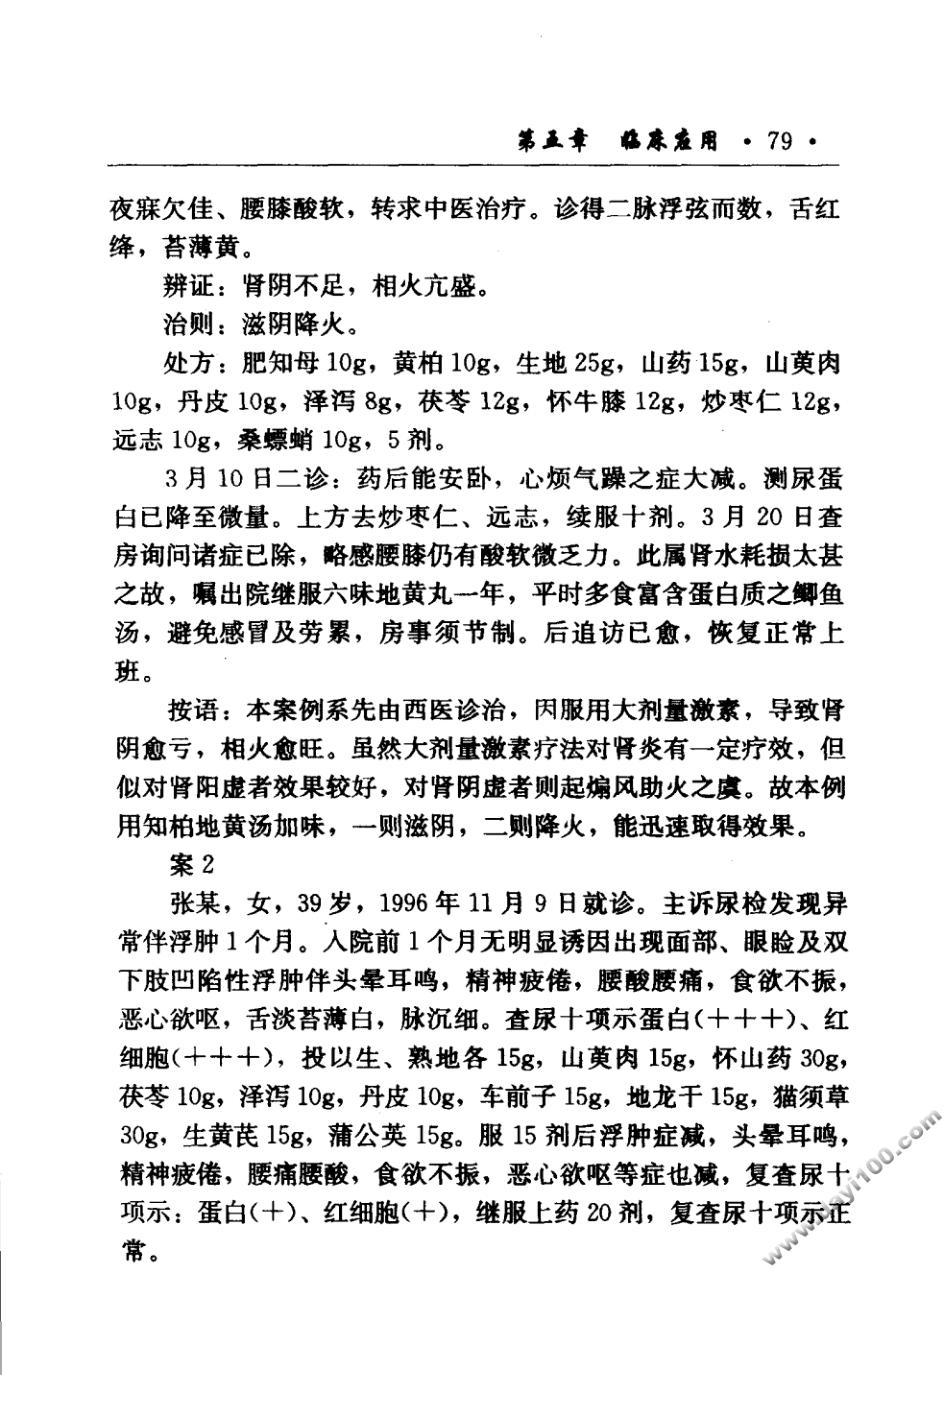 第五章 临床应用 · 79 ·
夜寐欠佳、腰膝酸软，转求中医治疗。诊得二脉浮弦而数，舌红
绛，苔薄黄。
辨证：肾阴不足，相火亢盛。
治则：滋阴降火。
处方：肥知母 10g，黄柏 10g，生地 25g，山药 15g，山萸肉
10g，丹皮 10g，泽泻 8g，茯苓 12g，怀牛膝 12g，炒枣仁 12g，
远志 10g，桑螵蛸 10g，5 剂。
3 月 10 日二诊：药后能安卧，心烦气躁之症大减。测尿蛋
白已降至微量。上方去炒枣仁、远志，续服十剂。3 月 20 日查
房询问诸症已除，略感腰膝仍有酸软微乏力。此属肾水耗损太甚
之故，嘱出院继服六味地黄丸一年，平时多食富含蛋白质之鲫鱼
汤，避免感冒及劳累，房事须节制。后追访已愈，恢复正常上
班。
按语：本案例系先由西医诊治，因服用大剂量激素，导致肾
阴愈亏，相火愈旺。虽然大剂量激素疗法对肾炎有一定疗效，但
似对肾阳虚者效果较好，对肾阴虚者则起煽风助火之虞。故本例
用知柏地黄汤加味，一则滋阴，二则降火，能迅速取得效果。
案 2
张某，女，39 岁，1996 年 11 月 9 日就诊。主诉尿检发现异
常伴浮肿 1 个月。入院前 1 个月无明显诱因出现面部、眼睑及双
下肢凹陷性浮肿伴头晕耳鸣，精神疲倦，腰酸腰痛，食欲不振，
恶心欲呕，舌淡苔薄白，脉沉细。查尿十项示蛋白(+++)、红
细胞(+++)，投以生、熟地各 15g，山萸肉 15g，怀山药 30g，
茯苓 10g，泽泻 10g，丹皮 10g，车前子 15g，地龙干 15g，猫须草
30g，生黄芪 15g，蒲公英 15g。服 15 剂后浮肿症减，头晕耳鸣，
精神疲倦，腰痛腰酸，食欲不振，恶心欲呕等症也减，复查尿十
项示：蛋白(+)、红细胞(+)，继服上药 20 剂，复查尿十项示正
常。